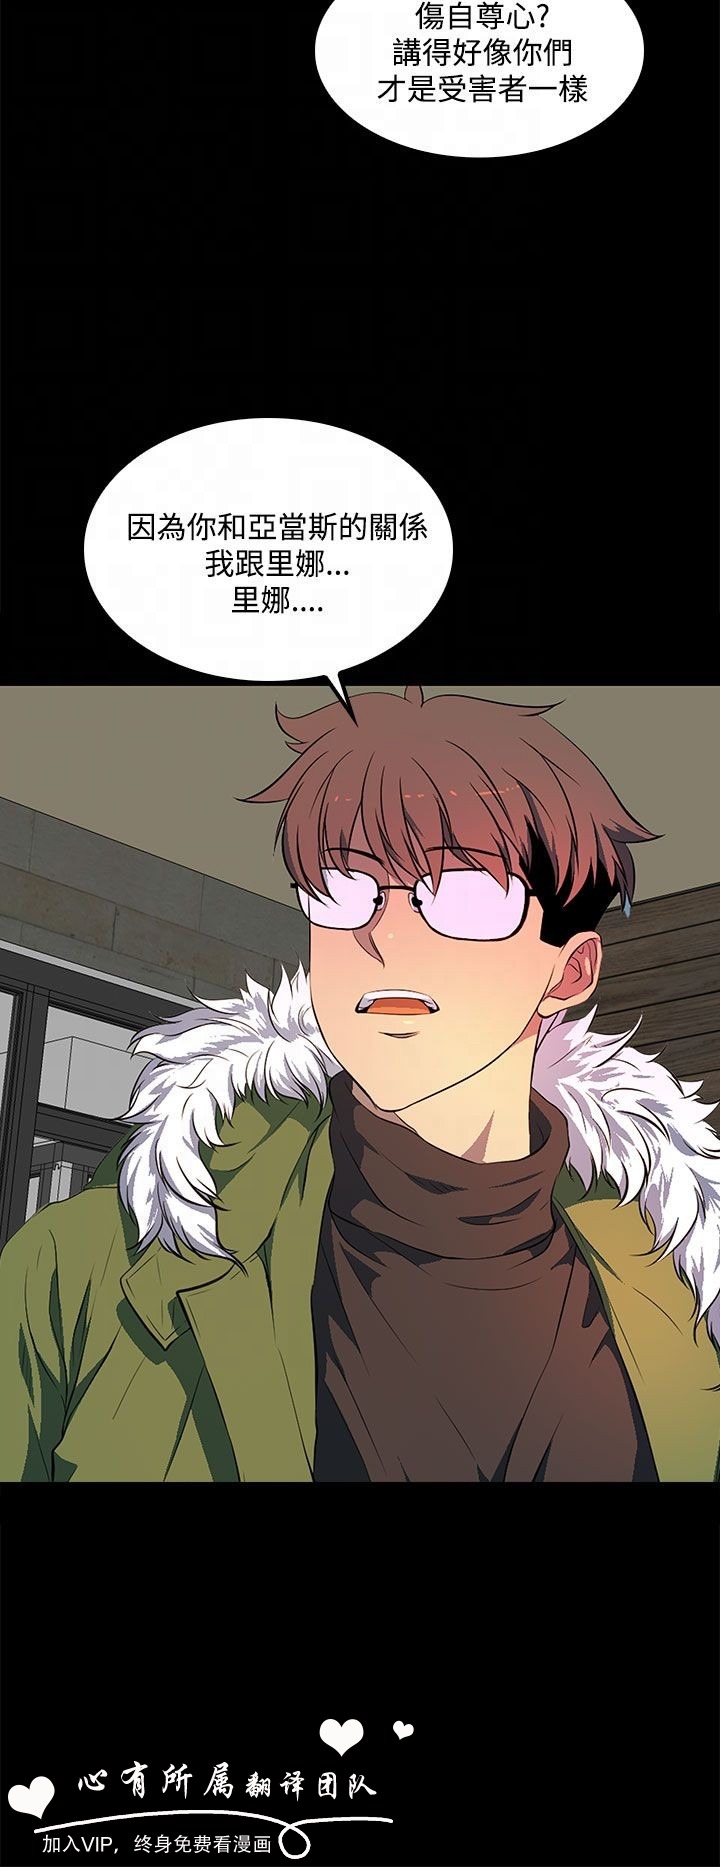 傷自尊心?
講得好像你們
才是受害者一樣
因為你和亞當斯的關係
我跟里娜...
里娜....
心有所属翻译团队
加入VIP，终身免费看漫画